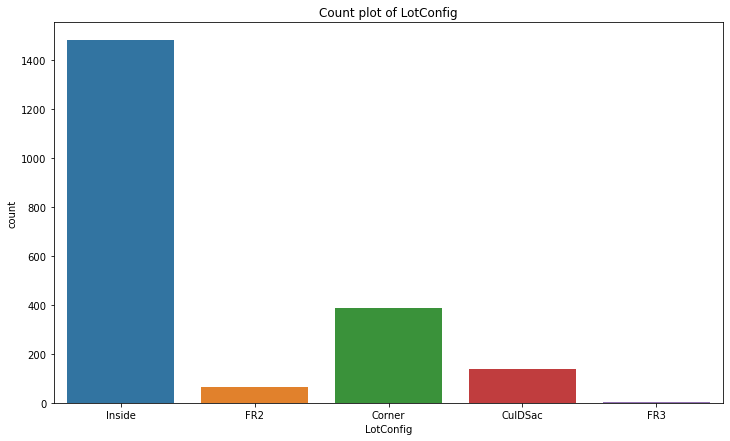 Count plot of LotConfig
1400
1200
1000
800
600
400
200
0
count
Inside FR2 Corner CulDSac FR3
LotConfig